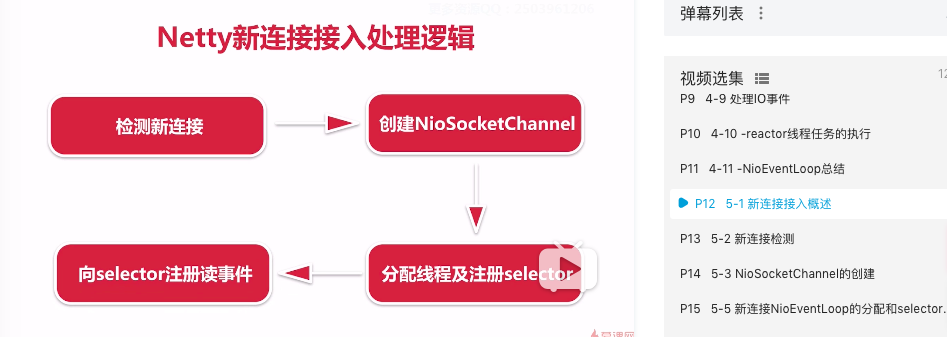 Netty新连接接入处理逻辑
检测新连接
创建NioSocketChannel
分配线程及注册selector
向selector注册读事件
弹幕列表
视频选集
P9 4-9 处理IO事件
P10 4-10 -reactor线程任务的执行
P11 4-11 -NioEventLoop总结
P12 5-1 新连接接入概述
P13 5-2 新连接检测
P14 5-3 NioSocketChannel的创建
P15 5-5 新连接NioEventLoop的分配和selector...